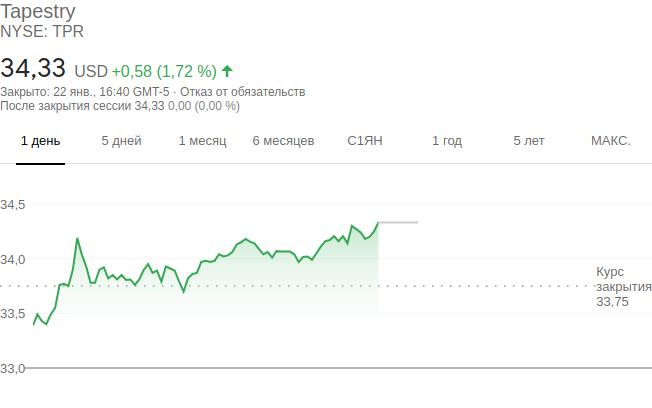 Tapestry
NYSE: TPR
34,33 USD +0,58 (1,72 %)
Закрыто: 22 янв., 16:40 GMT-5 · Отказ от обязательств
После закрытия сессии 34,33 0,00 (0,00 %)
1 день 5 дней 1 месяц 6 месяцев С1ЯН 1 год 5 лет МАКС.
34,5
34,0
Курс
закрытия
33,75
33,5
33,0